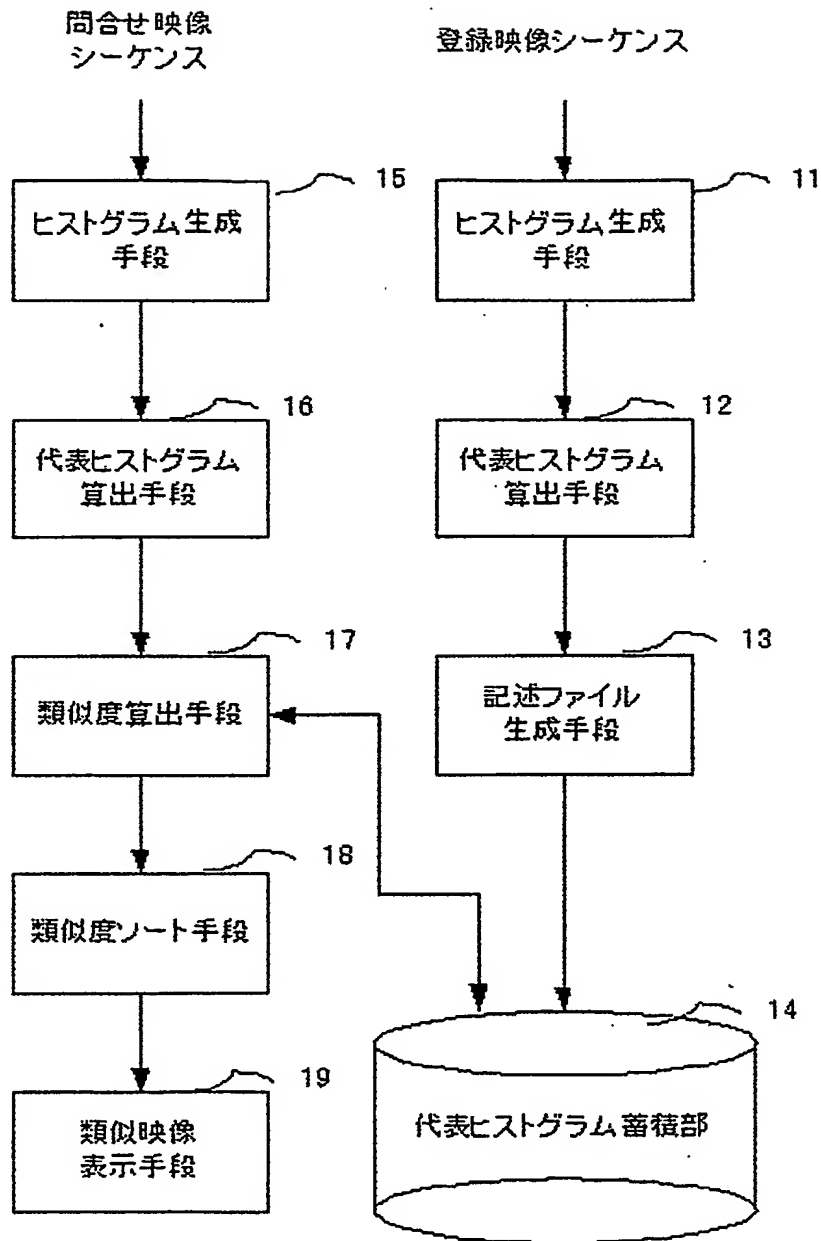 問合せ映像
シーケンス
登録映像シーケンス
15
ヒストグラム生成
手段
11
ヒストグラム生成
手段
16
代表ヒストグラム
算出手段
12
代表ヒストグラム
算出手段
17
類似度算出手段
13
記述ファイル
生成手段
18
類似度ソート手段
14
代表ヒストグラム蓄積部
19
類似映像
表示手段